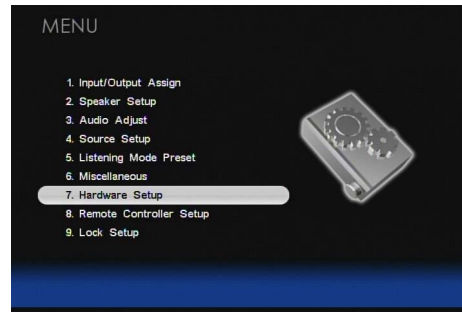 MENU
1. Input/Output Assign
2. Speaker Setup
3. Audio Adjust
4. Source Setup
5. Listening Mode Preset
6. Miscellaneous
7. Hardware Setup
8. Remote Controller Setup
9. Lock Setup